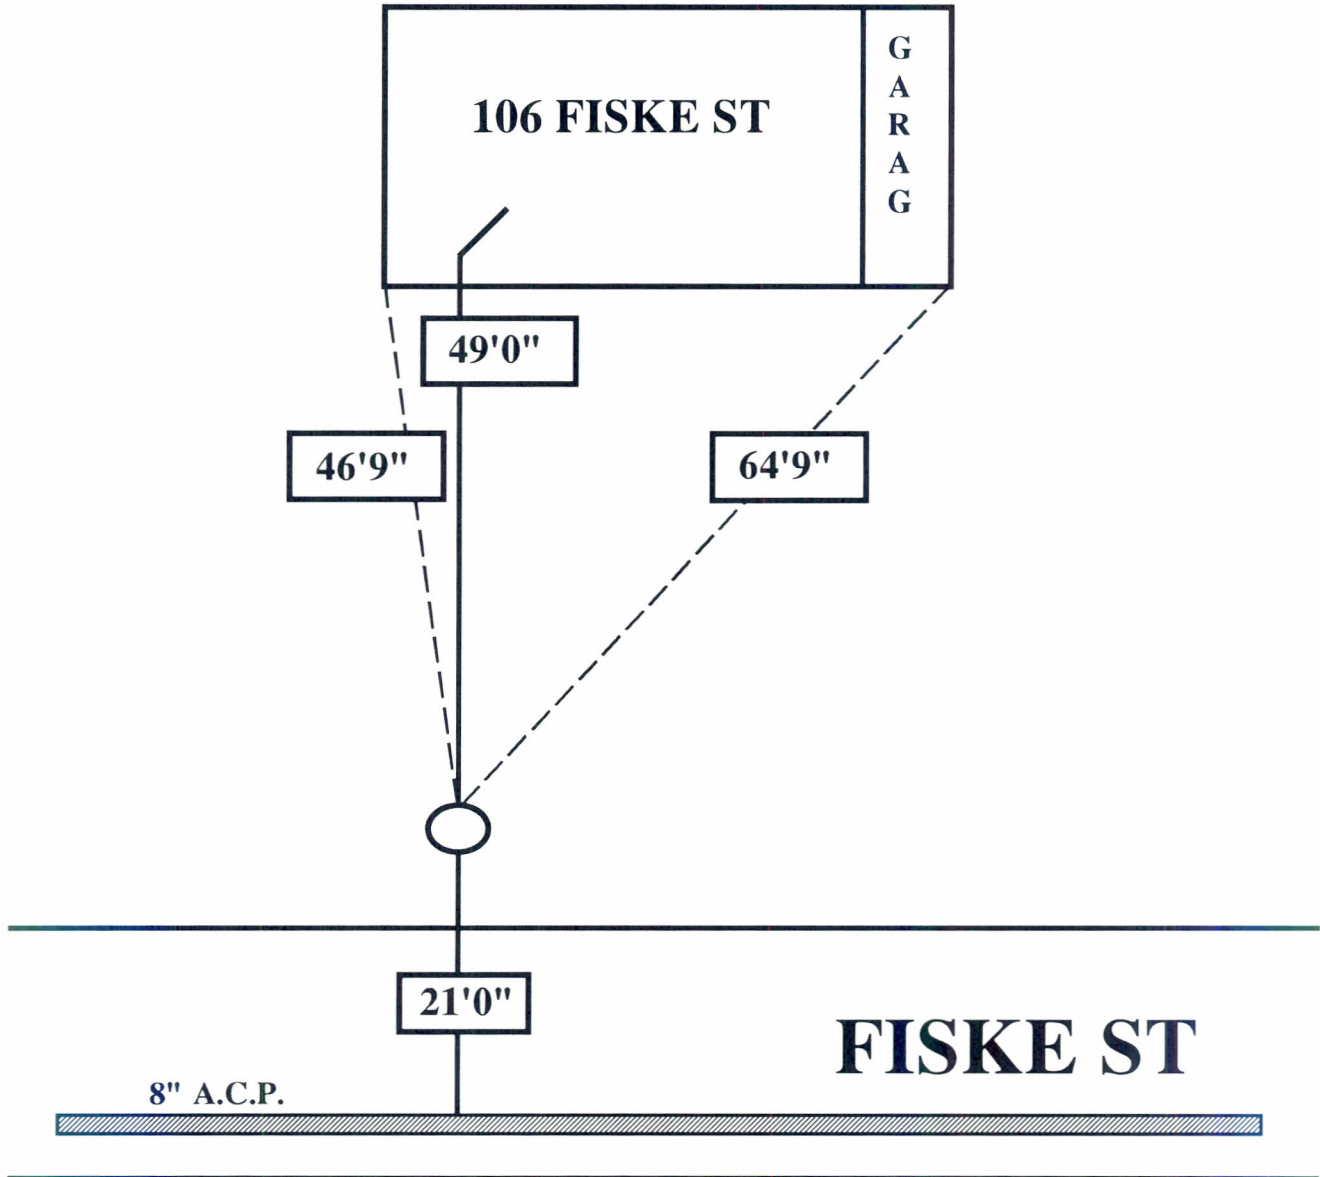 106 FISKE ST
G
A
R
A
G
49'0"
46'9"
64'9"
21'0"
FISKE ST
8" A.C.P.